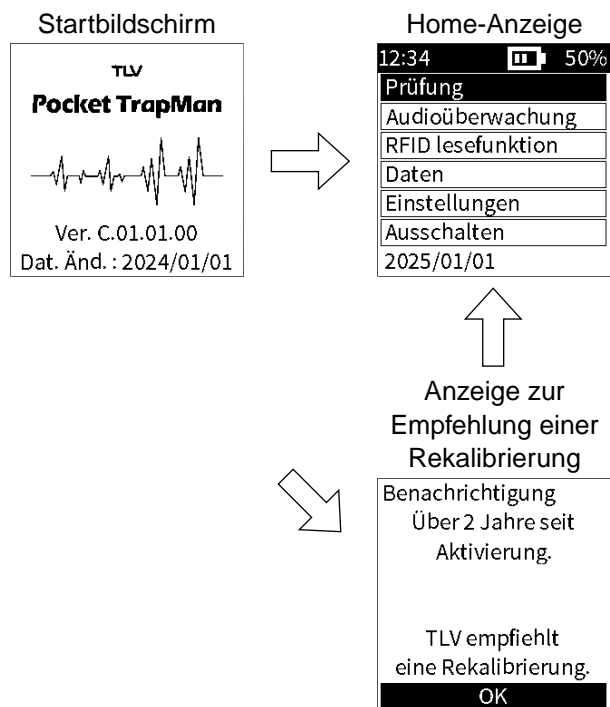 Startbildschirm
TLV
Pocket TrapMan
Ver. C.01.01.00
Dat. Änd. : 2024/01/01
Home-Anzeige
12:34 50%
Prüfung
Audioüberwachung
RFID lesefunktion
Daten
Einstellungen
Ausschalten
2025/01/01
Anzeige zur
Empfehlung einer
Rekalibrierung
Benachrichtigung
Über 2 Jahre seit
Aktivierung.
TLV empfiehlt
eine Rekalibrierung.
OK